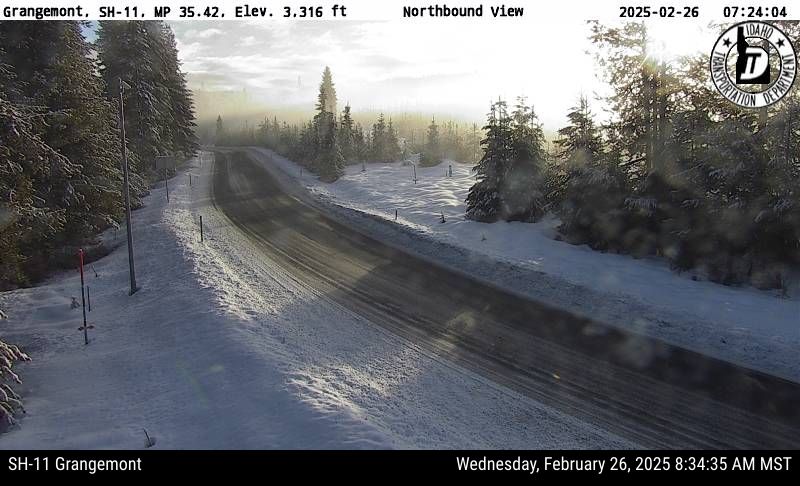 Grangemont, SH-11, MP 35.42, Elev. 3,316 ft Northbound View 2025-02-26 07:24:04
IDAHO
TRANSPORTATION DEPARTMENT
SH-11 Grangemont Wednesday, February 26, 2025 8:34:35 AM MST